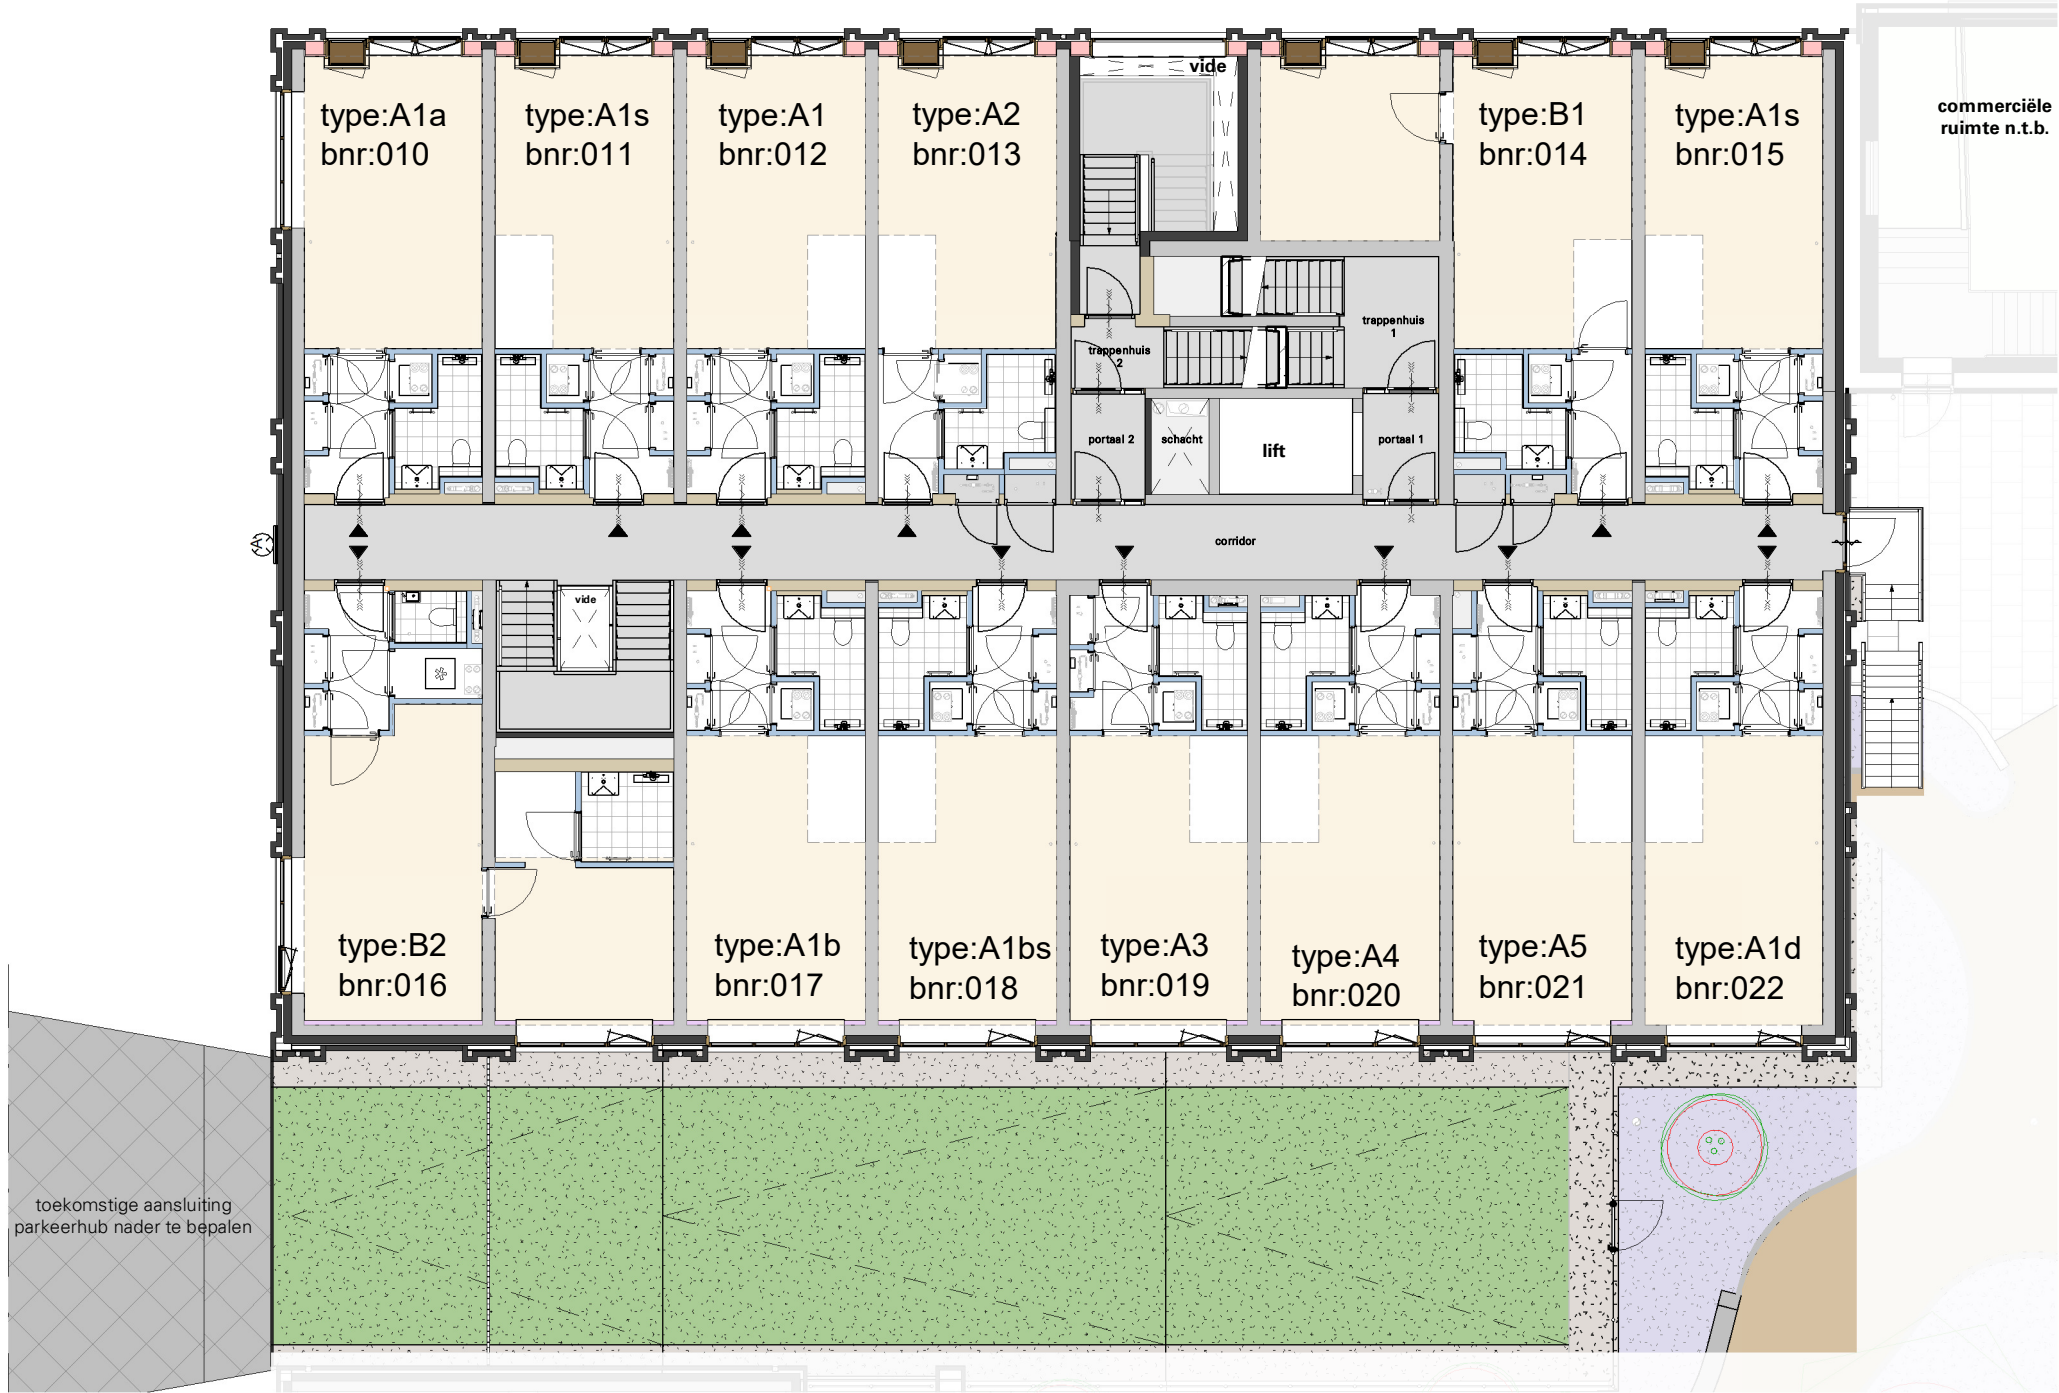 vide
commerciële
ruimte n.t.b.
type:A1a
bnr:010
type:A1s
bnr:011
type:A1
bnr:012
type:A2
bnr:013
type:B1
bnr:014
type:A1s
bnr:015
trappenhuis
1
trappenhuis
2
portaal 2
schacht
lift
portaal 1
corridor
vide
type:B2
bnr:016
type:A1b
bnr:017
type:A1bs
bnr:018
type:A3
bnr:019
type:A4
bnr:020
type:A5
bnr:021
type:A1d
bnr:022
toekomstige aansluiting
parkeerhub nader te bepalen